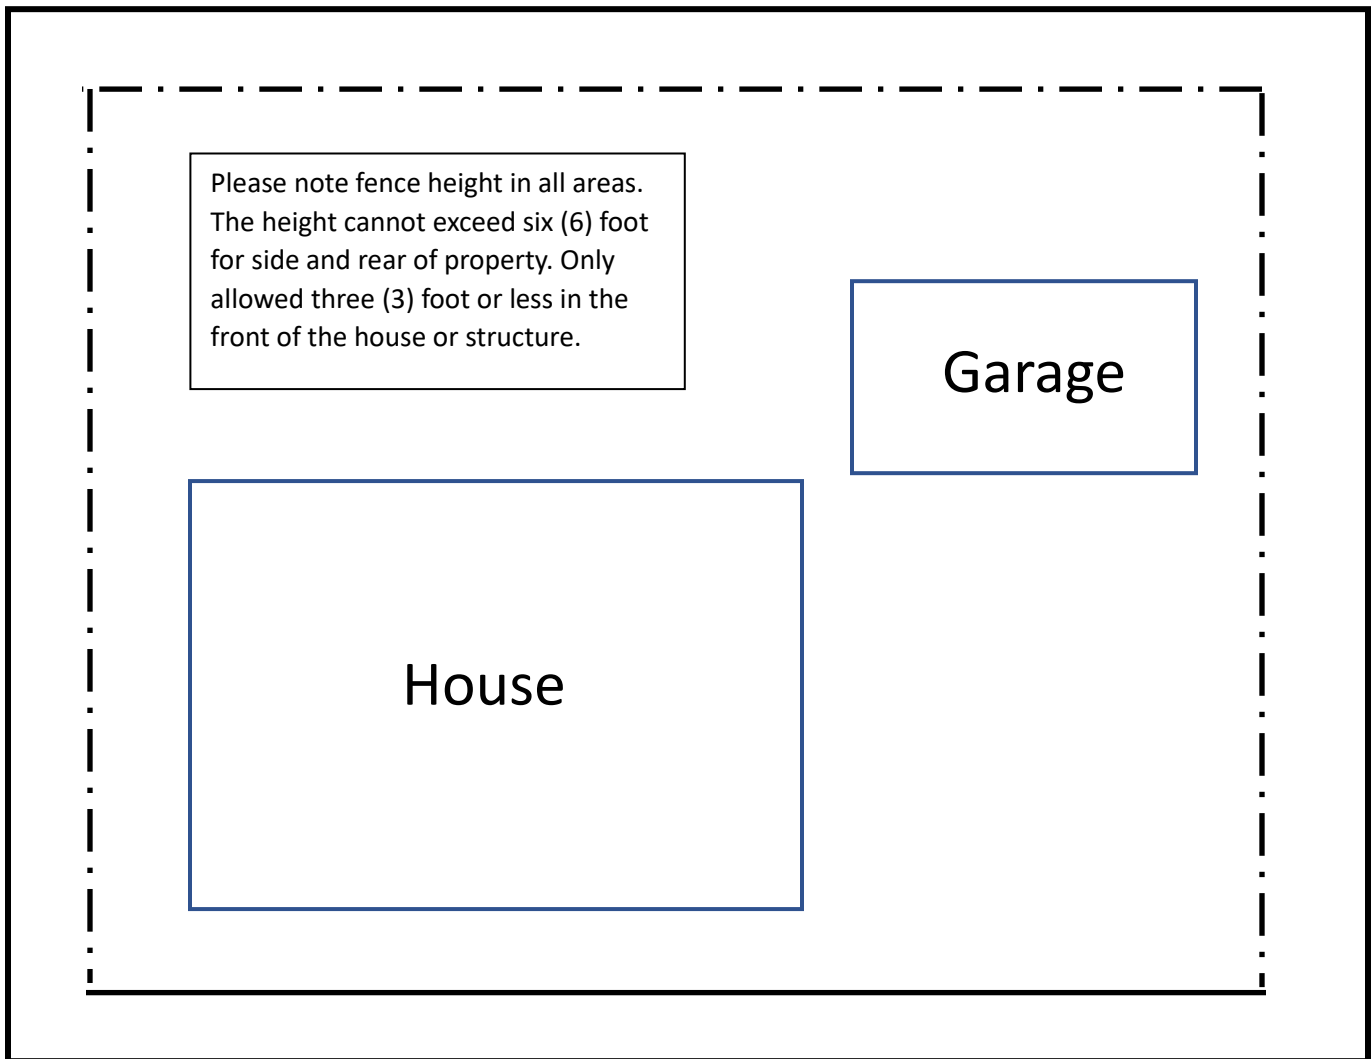 Please note fence height in all areas.
The height cannot exceed six (6) foot
for side and rear of property. Only
allowed three (3) foot or less in the
front of the house or structure.
Garage
House